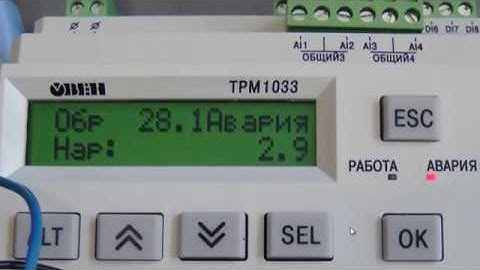 AI1 AI2 AI3 AI4 DI6 DI7 DI8
ОБЩИЙ3 ОБЩИЙ4
ОВЕН
ТРМ1033
Обр 28.1Авария
Нар: 2.9
ESC
РАБОТА АВАРИЯ
ALT
SEL
OK